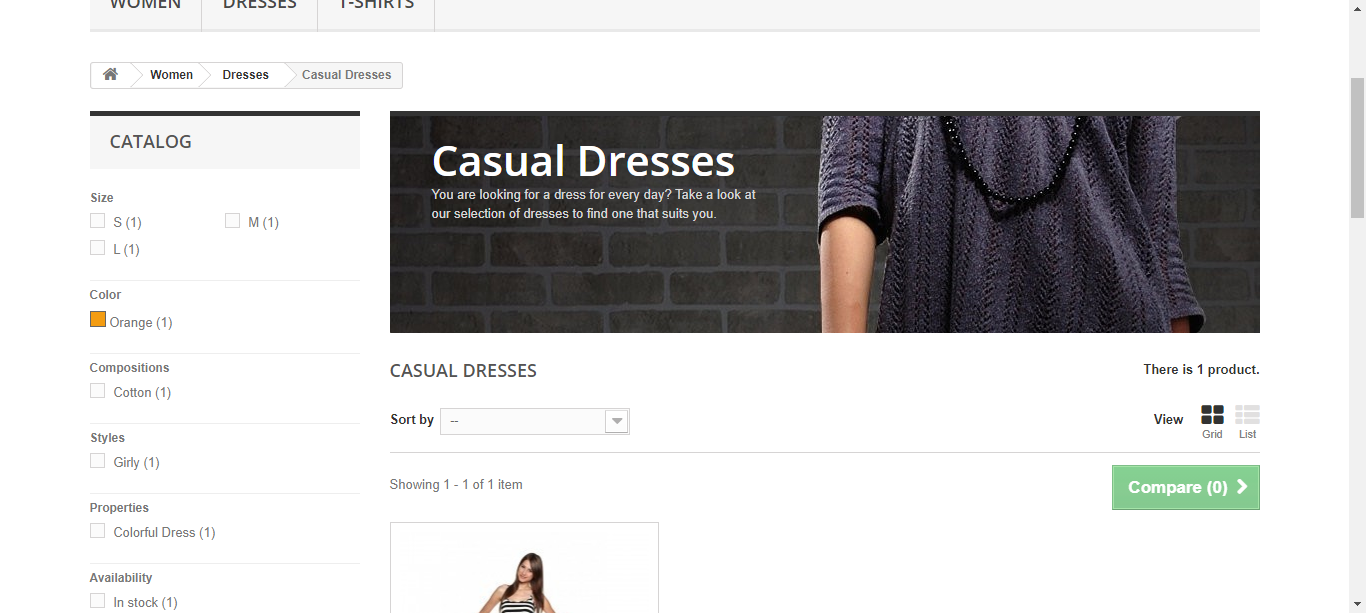 WOMEN
DRESSES
T-SHIRTS
Women
Dresses
Casual Dresses
CATALOG
Size
S (1)
M (1)
L (1)
Color
Orange (1)
Compositions
Cotton (1)
Styles
Girly (1)
Properties
Colorful Dress (1)
Availability
In stock (1)
Casual Dresses
You are looking for a dress for every day? Take a look at
our selection of dresses to find one that suits you.
CASUAL DRESSES
There is 1 product.
Sort by
--
View
Grid
List
Showing 1 - 1 of 1 item
Compare (0)